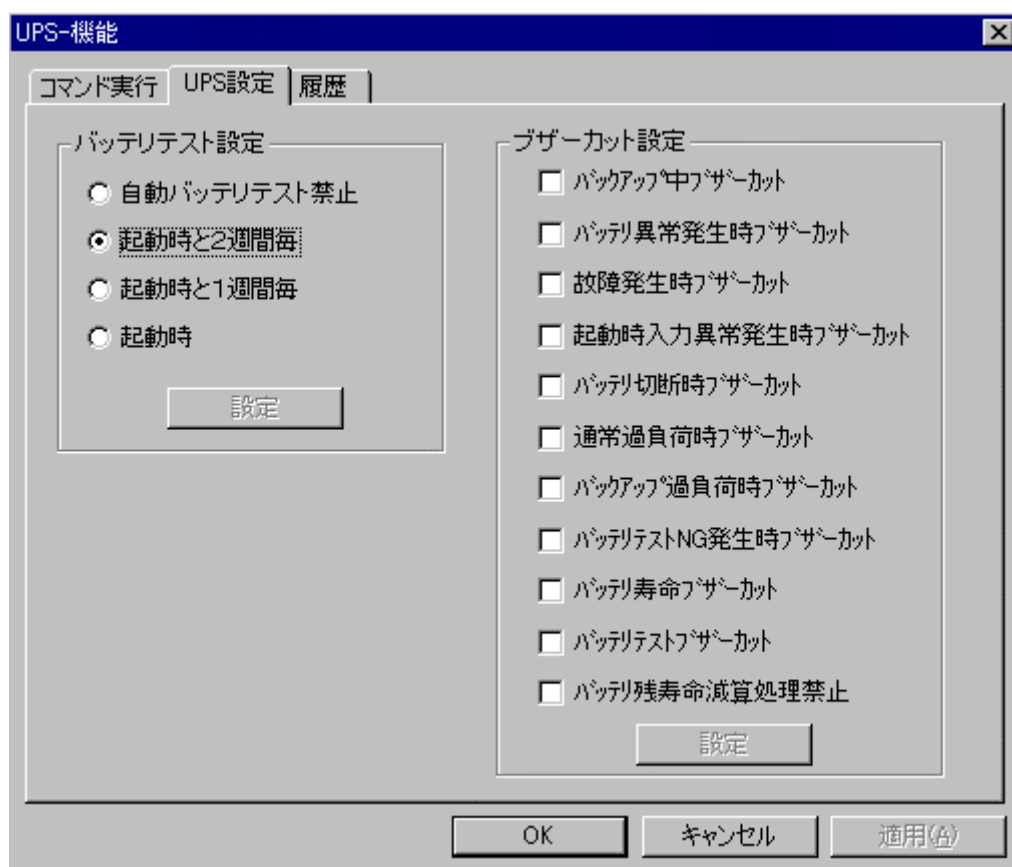 UPS-機能
コマンド実行 UPS設定 履歴
バッテリテスト設定
自動バッテリテスト禁止
起動時と2週間毎
起動時と1週間毎
起動時
設定
ブザーカット設定
ﾊﾞｯｸｱｯﾌﾟ中ﾌﾞｻﾞｰｶｯﾄ
ﾊﾞｯﾃﾘ異常発生時ﾌﾞｻﾞｰｶｯﾄ
故障発生時ﾌﾞｻﾞｰｶｯﾄ
起動時入力異常発生時ﾌﾞｻﾞｰｶｯﾄ
ﾊﾞｯﾃﾘ切断時ﾌﾞｻﾞｰｶｯﾄ
通常過負荷時ﾌﾞｻﾞｰｶｯﾄ
ﾊﾞｯｸｱｯﾌﾟ過負荷時ﾌﾞｻﾞｰｶｯﾄ
ﾊﾞｯﾃﾘﾃｽﾄNG発生時ﾌﾞｻﾞｰｶｯﾄ
ﾊﾞｯﾃﾘ寿命ﾌﾞｻﾞｰｶｯﾄ
ﾊﾞｯﾃﾘﾃｽﾄﾌﾞｻﾞｰｶｯﾄ
ﾊﾞｯﾃﾘ残寿命減算処理禁止
設定
OK キャンセル 適用(A)